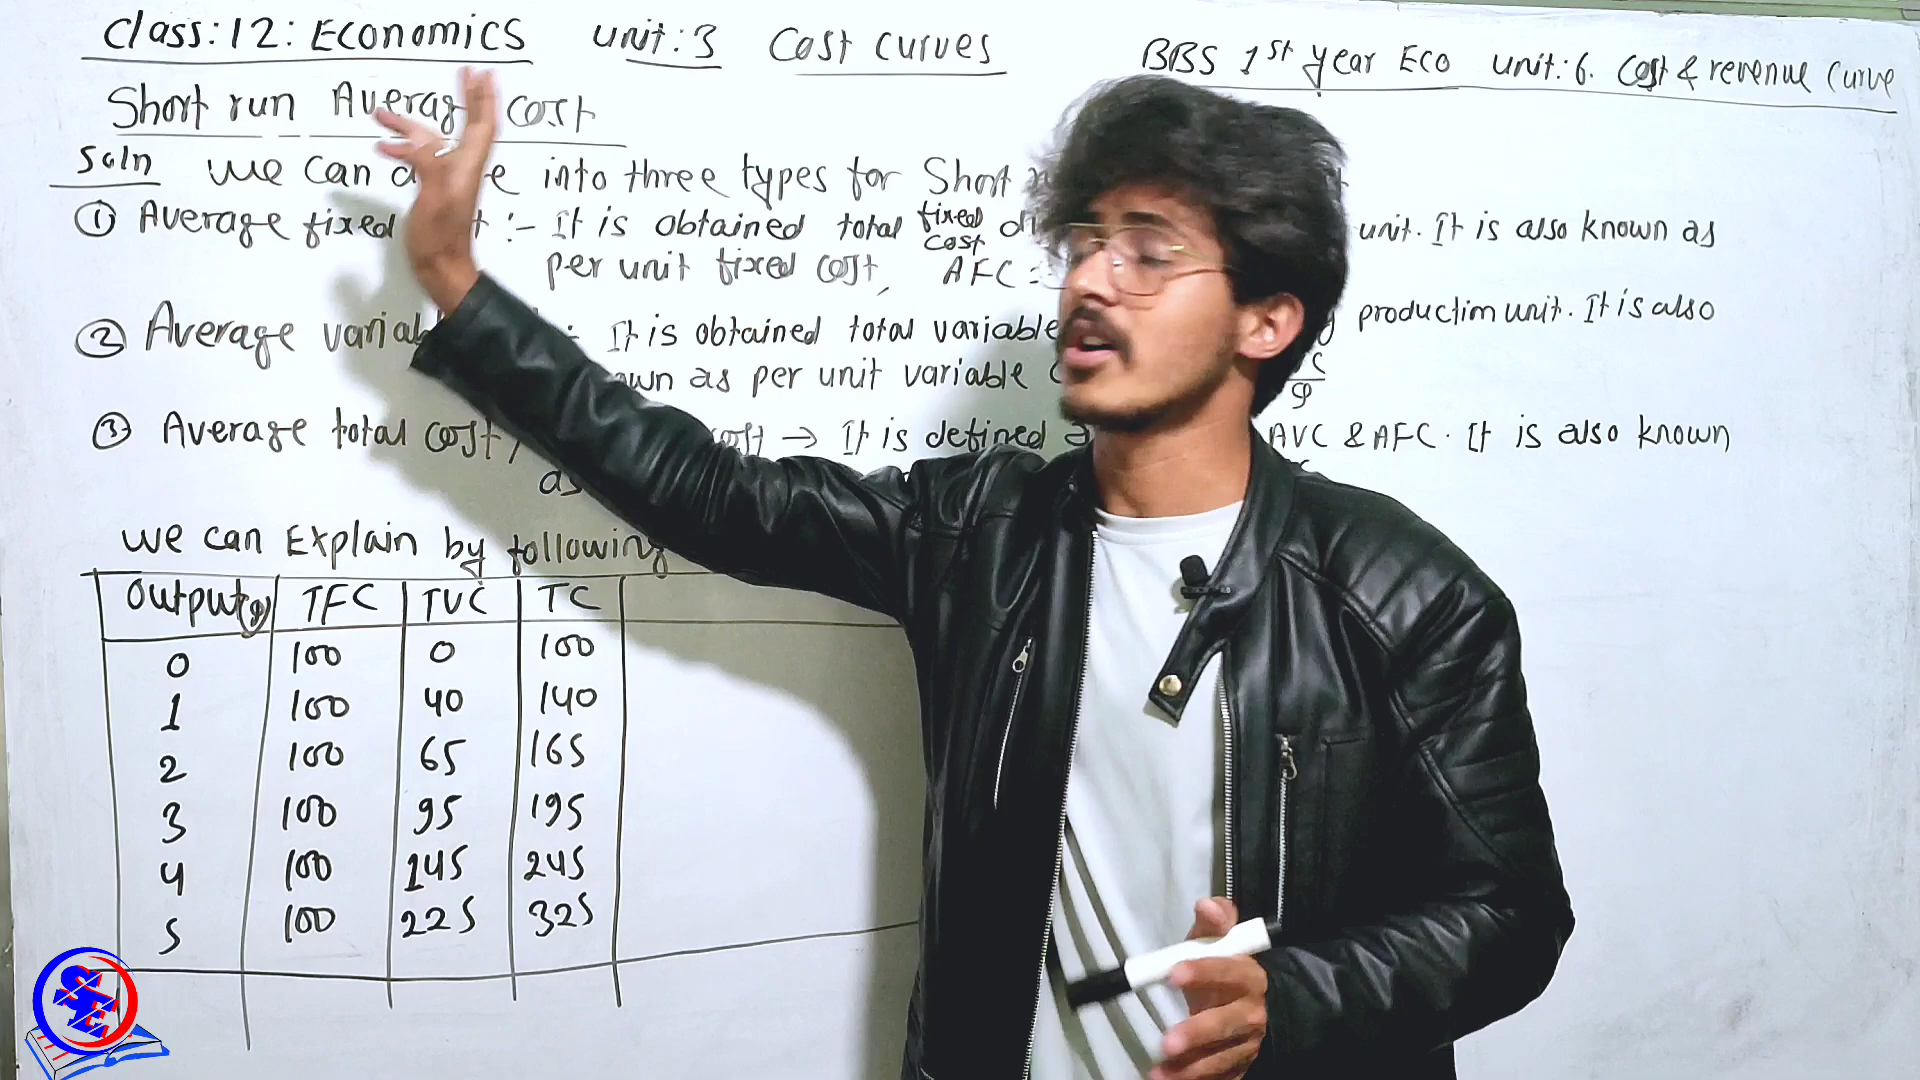 Class:12: Economics unit:3 Cost curves
BBS 1st year Eco unit:6. Cost & revenue Curve
Short run Averag cost
Soln We can into three types for Short
① Average fixed :- It is obtained total fixed cost unit. It is also known as
per unit fixed cost, AFC =
② Average variab It is obtained total variable production unit. It is also
own as per unit variable C
Q
③ Average total cost / cost → It is defined AVC & AFC. It is also known
as
We can Explain by following
Output(q) TFC TVC TC
0 100 0 100
1 100 40 140
2 100 65 165
3 100 95 195
4 100 145 245
5 100 225 325